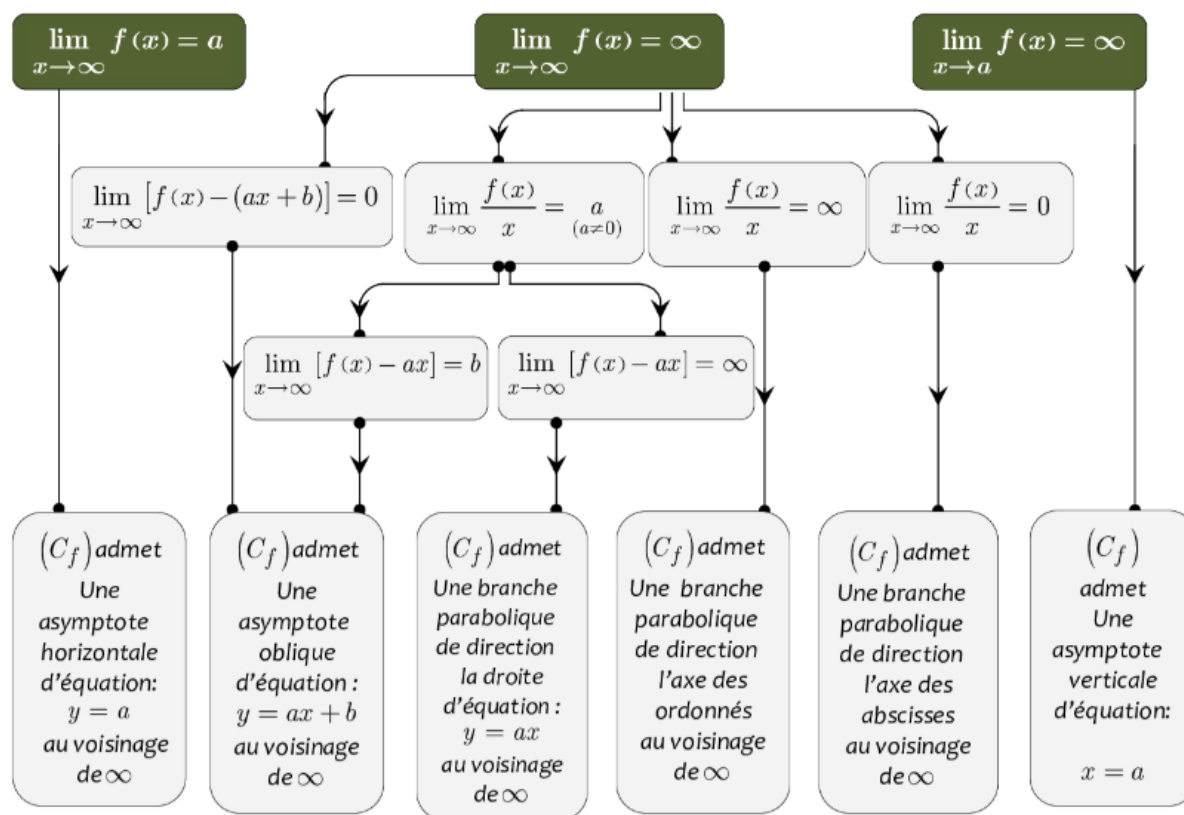 lim f(x) = a
x→∞
lim f(x) = ∞
x→∞
lim f(x) = ∞
x→a
lim [f(x) − (ax + b)] = 0
x→∞
lim f(x)/x = a
x→∞ (a≠0)
lim f(x)/x = ∞
x→∞
lim f(x)/x = 0
x→∞
lim [f(x) − ax] = b
x→∞
lim [f(x) − ax] = ∞
x→∞
(C_f) admet
Une
asymptote
horizontale
d'équation:
y = a
au voisinage
de ∞
(C_f) admet
Une
asymptote
oblique
d'équation :
y = ax + b
au voisinage
de ∞
(C_f) admet
Une branche
parabolique
de direction
la droite
d'équation :
y = ax
au voisinage
de ∞
(C_f) admet
Une branche
parabolique
de direction
l'axe des
ordonnés
au voisinage
de ∞
(C_f) admet
Une branche
parabolique
de direction
l'axe des
abscisses
au voisinage
de ∞
(C_f)
admet
Une
asymptote
verticale
d'équation:
x = a